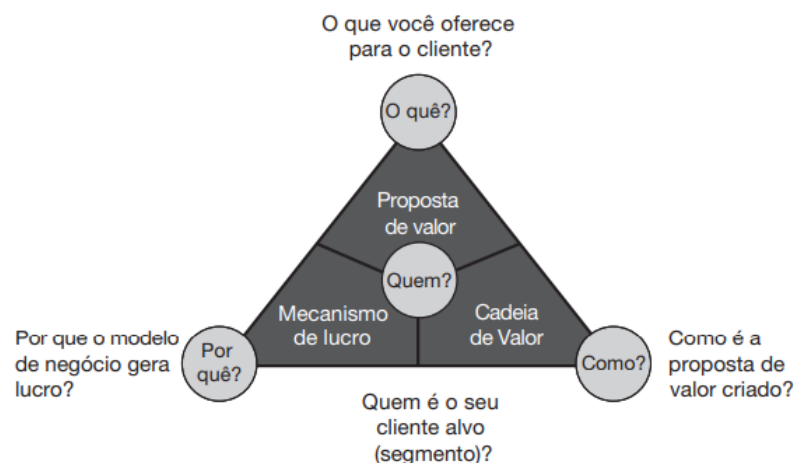 O que você oferece
para o cliente?
O quê?
Proposta
de valor
Quem?
Mecanismo
de lucro
Cadeia
de Valor
Por que o modelo
de negócio gera
lucro?
Por
quê?
Como?
Como é a
proposta de
valor criado?
Quem é o seu
cliente alvo
(segmento)?